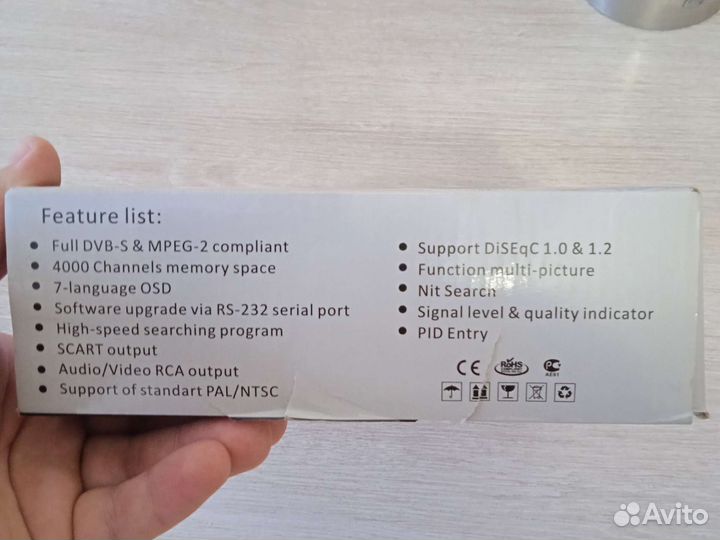 Feature list:
• Full DVB-S & MPEG-2 compliant
• 4000 Channels memory space
• 7-language OSD
• Software upgrade via RS-232 serial port
• High-speed searching program
• SCART output
• Audio/Video RCA output
• Support of standart PAL/NTSC
• Support DiSEqC 1.0 & 1.2
• Function multi-picture
• Nit Search
• Signal level & quality indicator
• PID Entry
CE RoHS
Avito